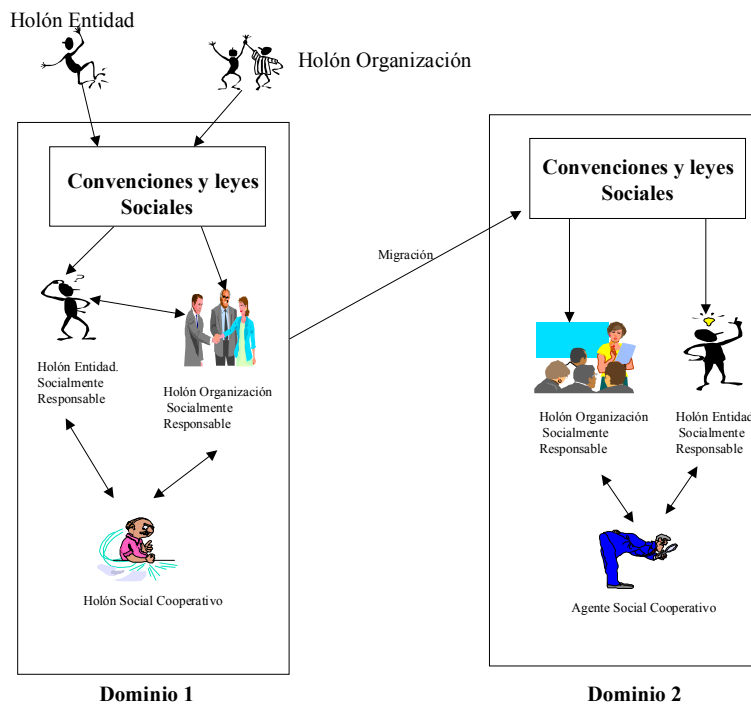 Holón Entidad
Holón Organización
Convenciones y leyes
Sociales
Holón Entidad.
Socialmente
Responsable
Holón Organización
Socialmente
Responsable
Holón Social Cooperativo
Dominio 1
Migración
Convenciones y leyes
Sociales
Holón Organización
Socialmente
Responsable
Holón Entidad
Socialmente
Responsable
Agente Social Cooperativo
Dominio 2